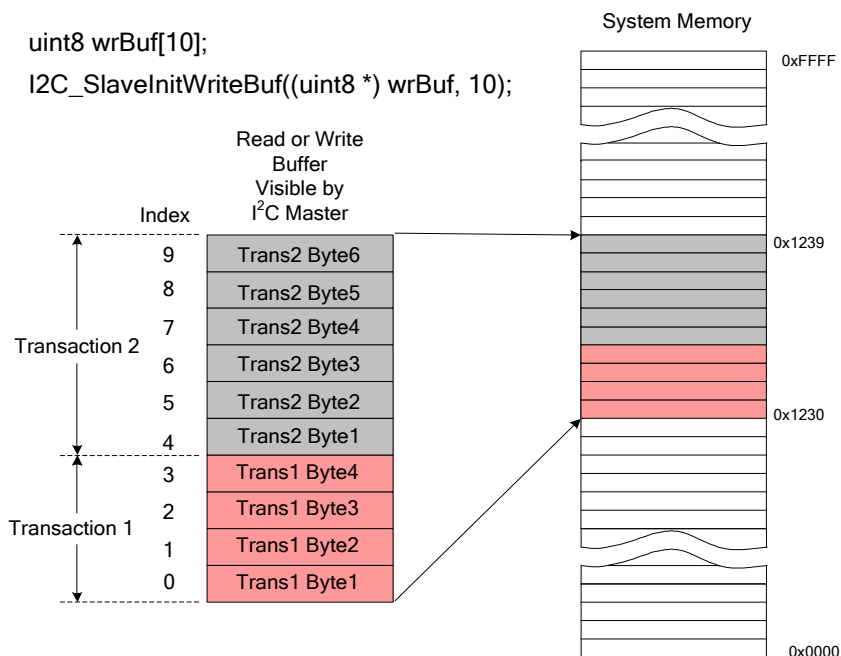 uint8 wrBuf[10];
I2C_SlaveInitWriteBuf((uint8 *) wrBuf, 10);
System Memory
0xFFFF
Read or Write
Buffer
Visible by
I²C Master
Index
9 Trans2 Byte6
8 Trans2 Byte5
7 Trans2 Byte4
6 Trans2 Byte3
5 Trans2 Byte2
4 Trans2 Byte1
3 Trans1 Byte4
2 Trans1 Byte3
1 Trans1 Byte2
0 Trans1 Byte1
Transaction 2
Transaction 1
0x1239
0x1230
0x0000